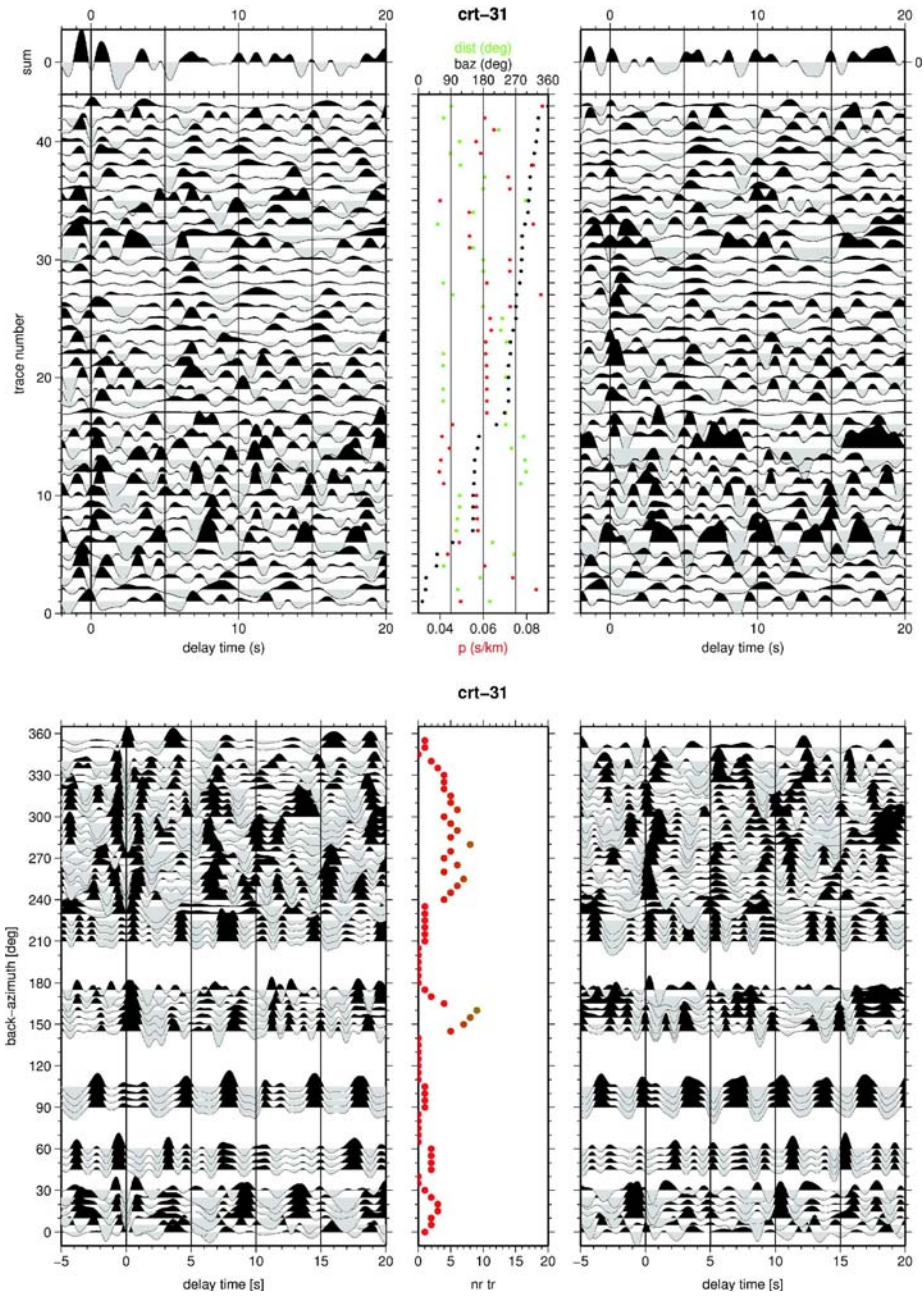 crt-31
0 10 20
dist (deg)
baz (deg)
0 90 180 270 360
0 10 20
sum
0
0
trace number
40
30
20
10
0
0 10 20
delay time (s)
0.04 0.06 0.08
p (s/km)
0 10 20
delay time (s)
crt-31
back-azimuth [deg]
360
330
300
270
240
210
180
150
120
90
60
30
0
-5 0 5 10 15 20
delay time [s]
0 5 10 15 20
nr tr
-5 0 5 10 15 20
delay time [s]